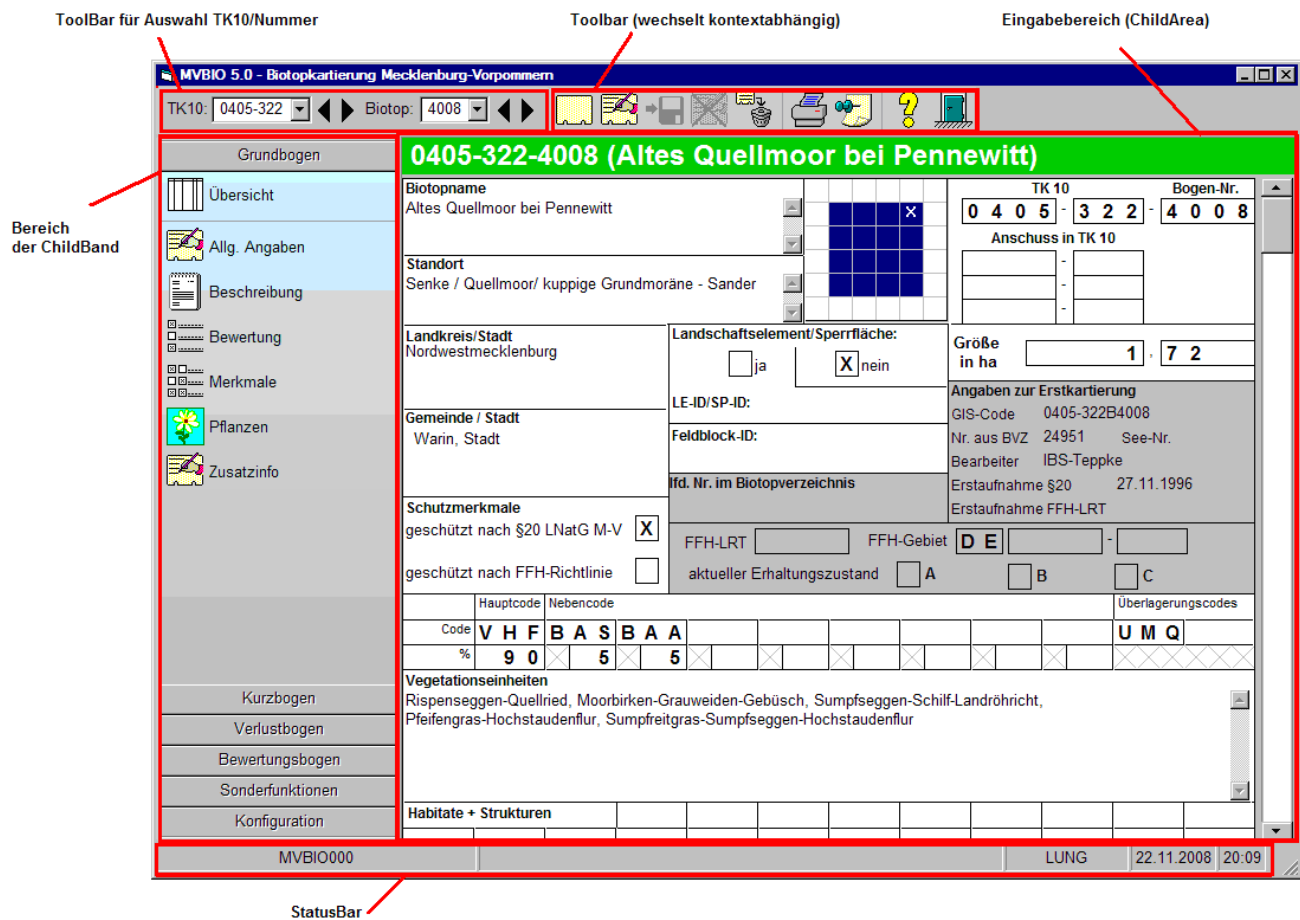 ToolBar für Auswahl TK10/Nummer
Toolbar (wechselt kontextabhängig)
Eingabebereich (ChildArea)
MVBIO 5.0 - Biotopkartierung Mecklenburg-Vorpommern
TK10: 0405-322 Biotop: 4008
Bereich
der ChildBand
Grundbogen
Übersicht
Allg. Angaben
Beschreibung
Bewertung
Merkmale
Pflanzen
Zusatzinfo
Kurzbogen
Verlustbogen
Bewertungsbogen
Sonderfunktionen
Konfiguration
0405-322-4008 (Altes Quellmoor bei Pennewitt)
Biotopname
Altes Quellmoor bei Pennewitt
X
TK 10 Bogen-Nr.
0 4 0 5 - 3 2 2 - 4 0 0 8
Anschuss in TK 10
-
-
-
Standort
Senke / Quellmoor/ kuppige Grundmoräne - Sander
Landkreis/Stadt
Nordwestmecklenburg
Landschaftselement/Sperrfläche:
ja X nein
Größe
in ha 1 , 7 2
LE-ID/SP-ID:
Gemeinde / Stadt
Warin, Stadt
Feldblock-ID:
lfd. Nr. im Biotopverzeichnis
Angaben zur Erstkartierung
GIS-Code 0405-322B4008
Nr. aus BVZ 24951 See-Nr.
Bearbeiter IBS-Teppke
Erstaufnahme §20 27.11.1996
Erstaufnahme FFH-LRT
Schutzmerkmale
geschützt nach §20 LNatG M-V X
geschützt nach FFH-Richtlinie
FFH-LRT FFH-Gebiet D E -
aktueller Erhaltungszustand A B C
Hauptcode Nebencode Überlagerungscodes
Code V H F B A S B A A U M Q
% 9 0 5 5
Vegetationseinheiten
Rispenseggen-Quellried, Moorbirken-Grauweiden-Gebüsch, Sumpfseggen-Schilf-Landröhricht,
Pfeifengras-Hochstaudenflur, Sumpfreitgras-Sumpfseggen-Hochstaudenflur
Habitate + Strukturen
MVBIO000 LUNG 22.11.2008 20:09
StatusBar